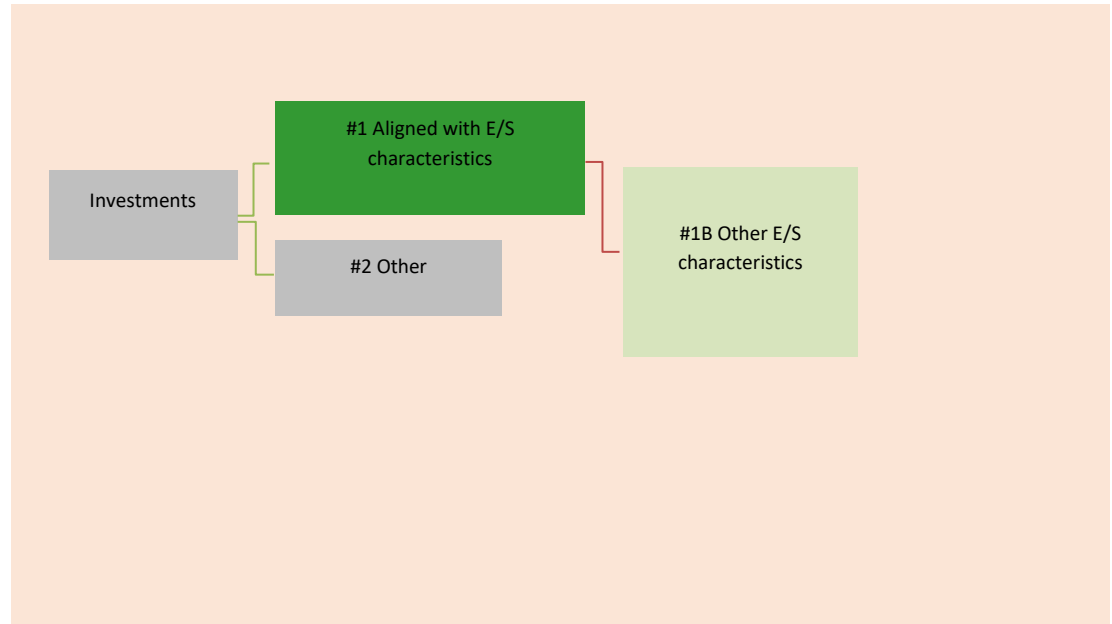 #1 Aligned with E/S
characteristics
Investments
#2 Other
#1B Other E/S
characteristics